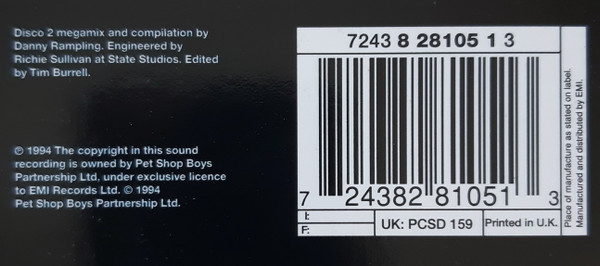 Disco 2 megamix and compilation by
Danny Rampling. Engineered by
Richie Sullivan at State Studios. Edited
by Tim Burrell.
℗ 1994 The copyright in this sound
recording is owned by Pet Shop Boys
Partnership Ltd, under exclusive licence
to EMI Records Ltd. © 1994
Pet Shop Boys Partnership Ltd.
7243 8 28105 1 3
7 24382 81051 3
I:
F:
UK: PCSD 159
Printed in U.K.
Place of manufacture as stated on label.
Manufactured and distributed by EMI.